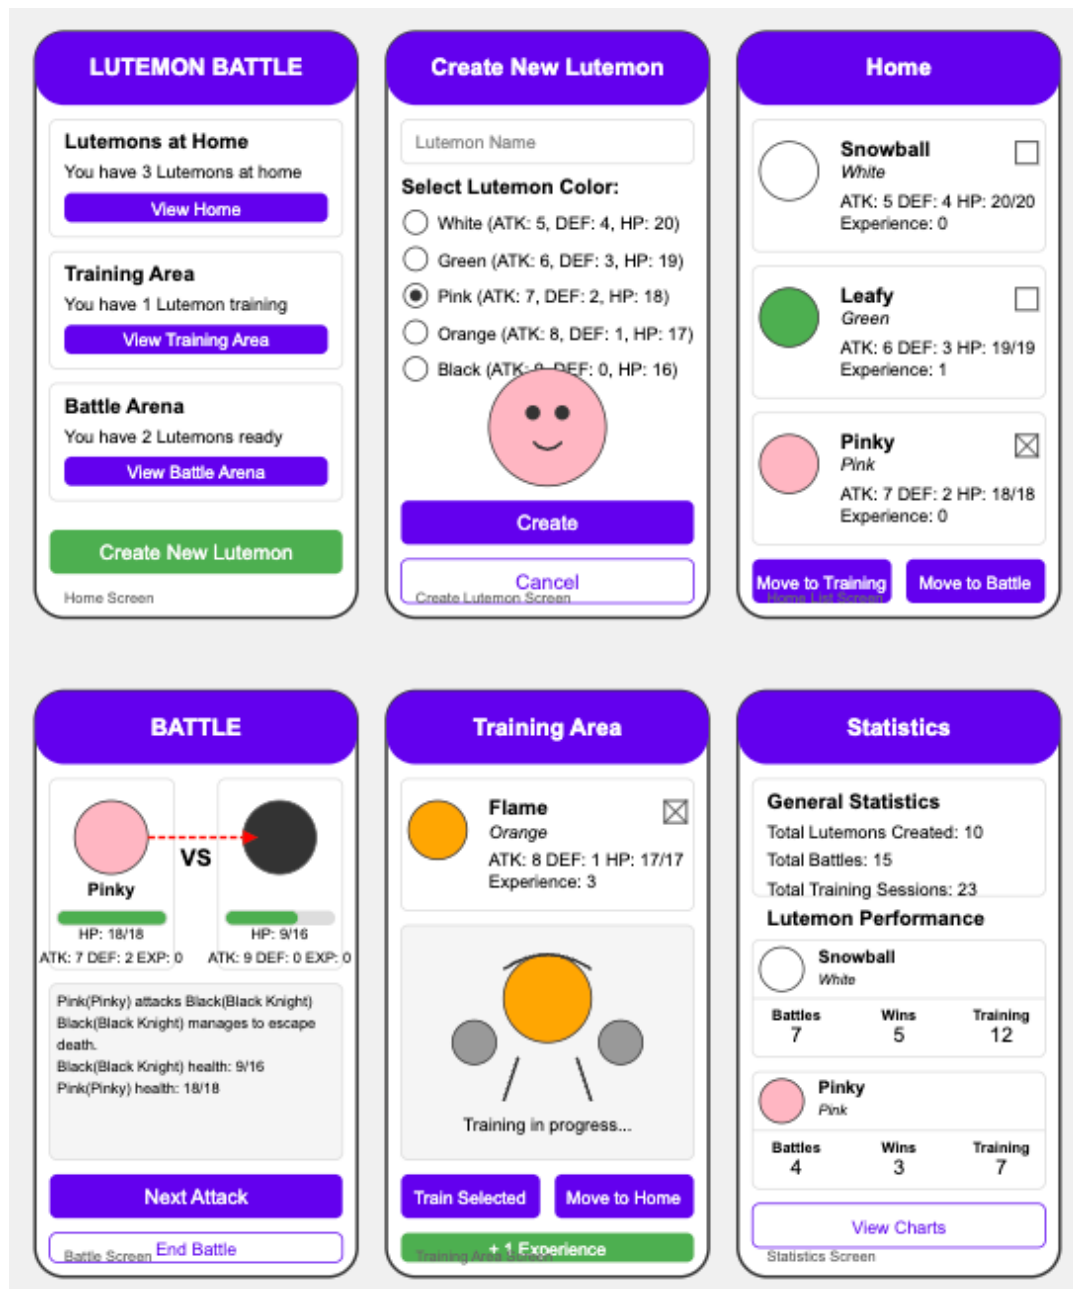 LUTEMON BATTLE
Lutemons at Home
You have 3 Lutemons at home
View Home
Training Area
You have 1 Lutemon training
View Training Area
Battle Arena
You have 2 Lutemons ready
View Battle Arena
Create New Lutemon
Home Screen
Create New Lutemon
Lutemon Name
Select Lutemon Color:
White (ATK: 5, DEF: 4, HP: 20)
Green (ATK: 6, DEF: 3, HP: 19)
Pink (ATK: 7, DEF: 2, HP: 18)
Orange (ATK: 8, DEF: 1, HP: 17)
Black (ATK: 9, DEF: 0, HP: 16)
Create
Cancel
Create Lutemon Screen
Home
Snowball
White
ATK: 5 DEF: 4 HP: 20/20
Experience: 0
Leafy
Green
ATK: 6 DEF: 3 HP: 19/19
Experience: 1
Pinky
Pink
ATK: 7 DEF: 2 HP: 18/18
Experience: 0
Move to Training
Move to Battle
Home List Screen
BATTLE
VS
Pinky
HP: 18/18
HP: 9/16
ATK: 7 DEF: 2 EXP: 0
ATK: 9 DEF: 0 EXP: 0
Pink(Pinky) attacks Black(Black Knight)
Black(Black Knight) manages to escape
death.
Black(Black Knight) health: 9/16
Pink(Pinky) health: 18/18
Next Attack
End Battle
Battle Screen
Training Area
Flame
Orange
ATK: 8 DEF: 1 HP: 17/17
Experience: 3
Training in progress...
Train Selected
Move to Home
+ 1 Experience
Training Area Screen
Statistics
General Statistics
Total Lutemons Created: 10
Total Battles: 15
Total Training Sessions: 23
Lutemon Performance
Snowball
White
Battles Wins Training
7 5 12
Pinky
Pink
Battles Wins Training
4 3 7
View Charts
Statistics Screen